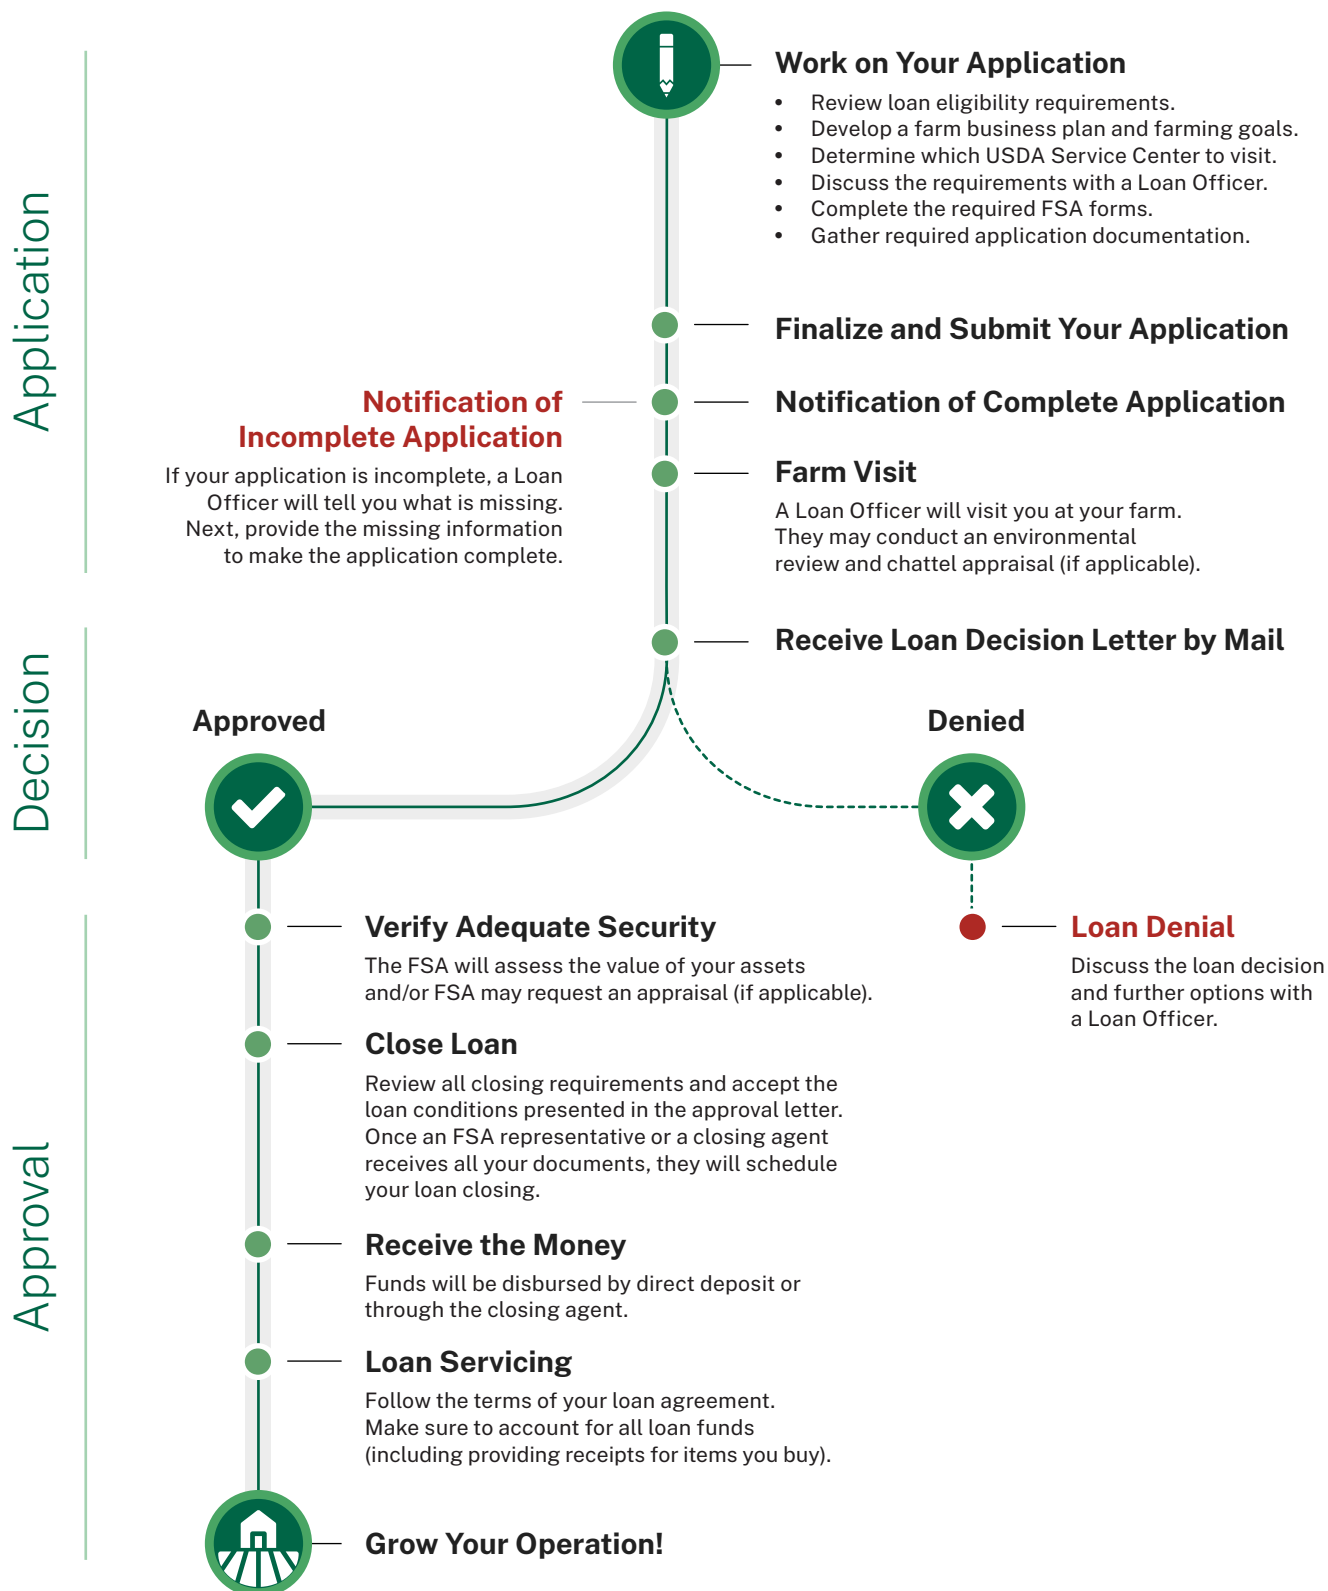 Application
Work on Your Application
• Review loan eligibility requirements.
• Develop a farm business plan and farming goals.
• Determine which USDA Service Center to visit.
• Discuss the requirements with a Loan Officer.
• Complete the required FSA forms.
• Gather required application documentation.
Finalize and Submit Your Application
Notification of
Incomplete Application
If your application is incomplete, a Loan
Officer will tell you what is missing.
Next, provide the missing information
to make the application complete.
Notification of Complete Application
Farm Visit
A Loan Officer will visit you at your farm.
They may conduct an environmental
review and chattel appraisal (if applicable).
Decision
Receive Loan Decision Letter by Mail
Approved
Denied
Approval
Verify Adequate Security
The FSA will assess the value of your assets
and/or FSA may request an appraisal (if applicable).
Loan Denial
Discuss the loan decision
and further options with
a Loan Officer.
Close Loan
Review all closing requirements and accept the
loan conditions presented in the approval letter.
Once an FSA representative or a closing agent
receives all your documents, they will schedule
your loan closing.
Receive the Money
Funds will be disbursed by direct deposit or
through the closing agent.
Loan Servicing
Follow the terms of your loan agreement.
Make sure to account for all loan funds
(including providing receipts for items you buy).
Grow Your Operation!